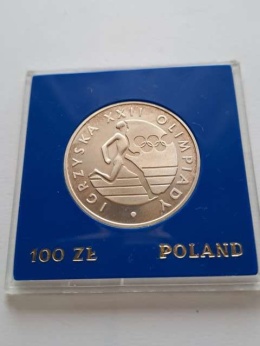 IGRZYSKA XXII OLIMPIADY
100 ZŁ POLAND